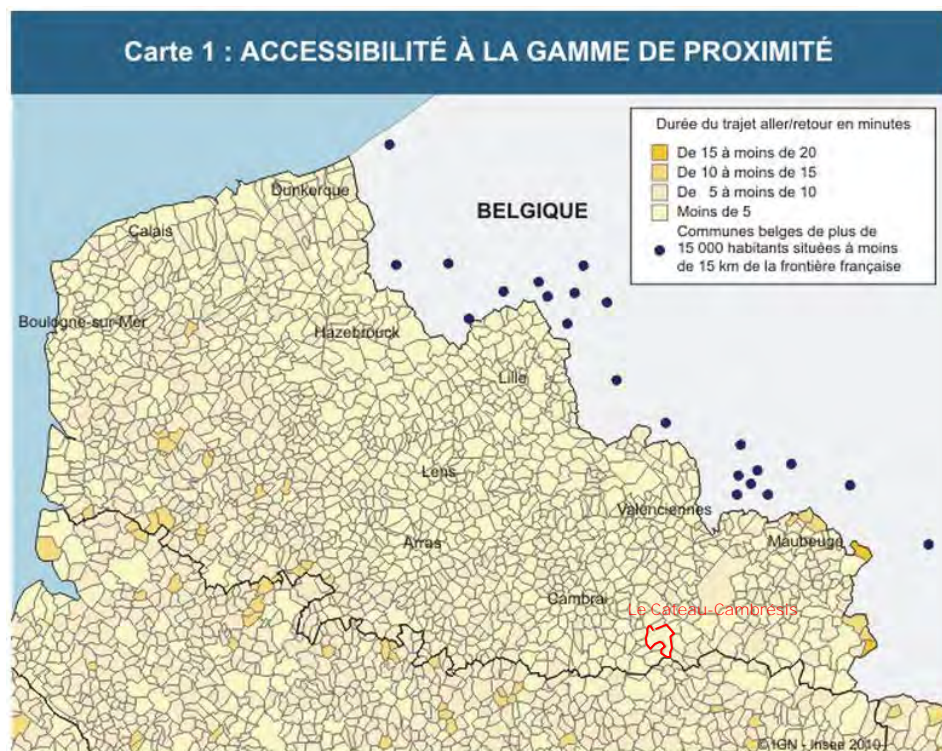 Carte 1 : ACCESSIBILITÉ À LA GAMME DE PROXIMITÉ
Durée du trajet aller/retour en minutes
De 15 à moins de 20
De 10 à moins de 15
De 5 à moins de 10
Moins de 5
Communes belges de plus de
15 000 habitants situées à moins
de 15 km de la frontière française
Dunkerque
BELGIQUE
Calais
Boulogne-sur-Mer
Hazebrouck
Lille
Lens
Valenciennes
Arras
Maubeuge
Cambrai
Le Cateau-Cambrésis
© IGN - Insee 2010